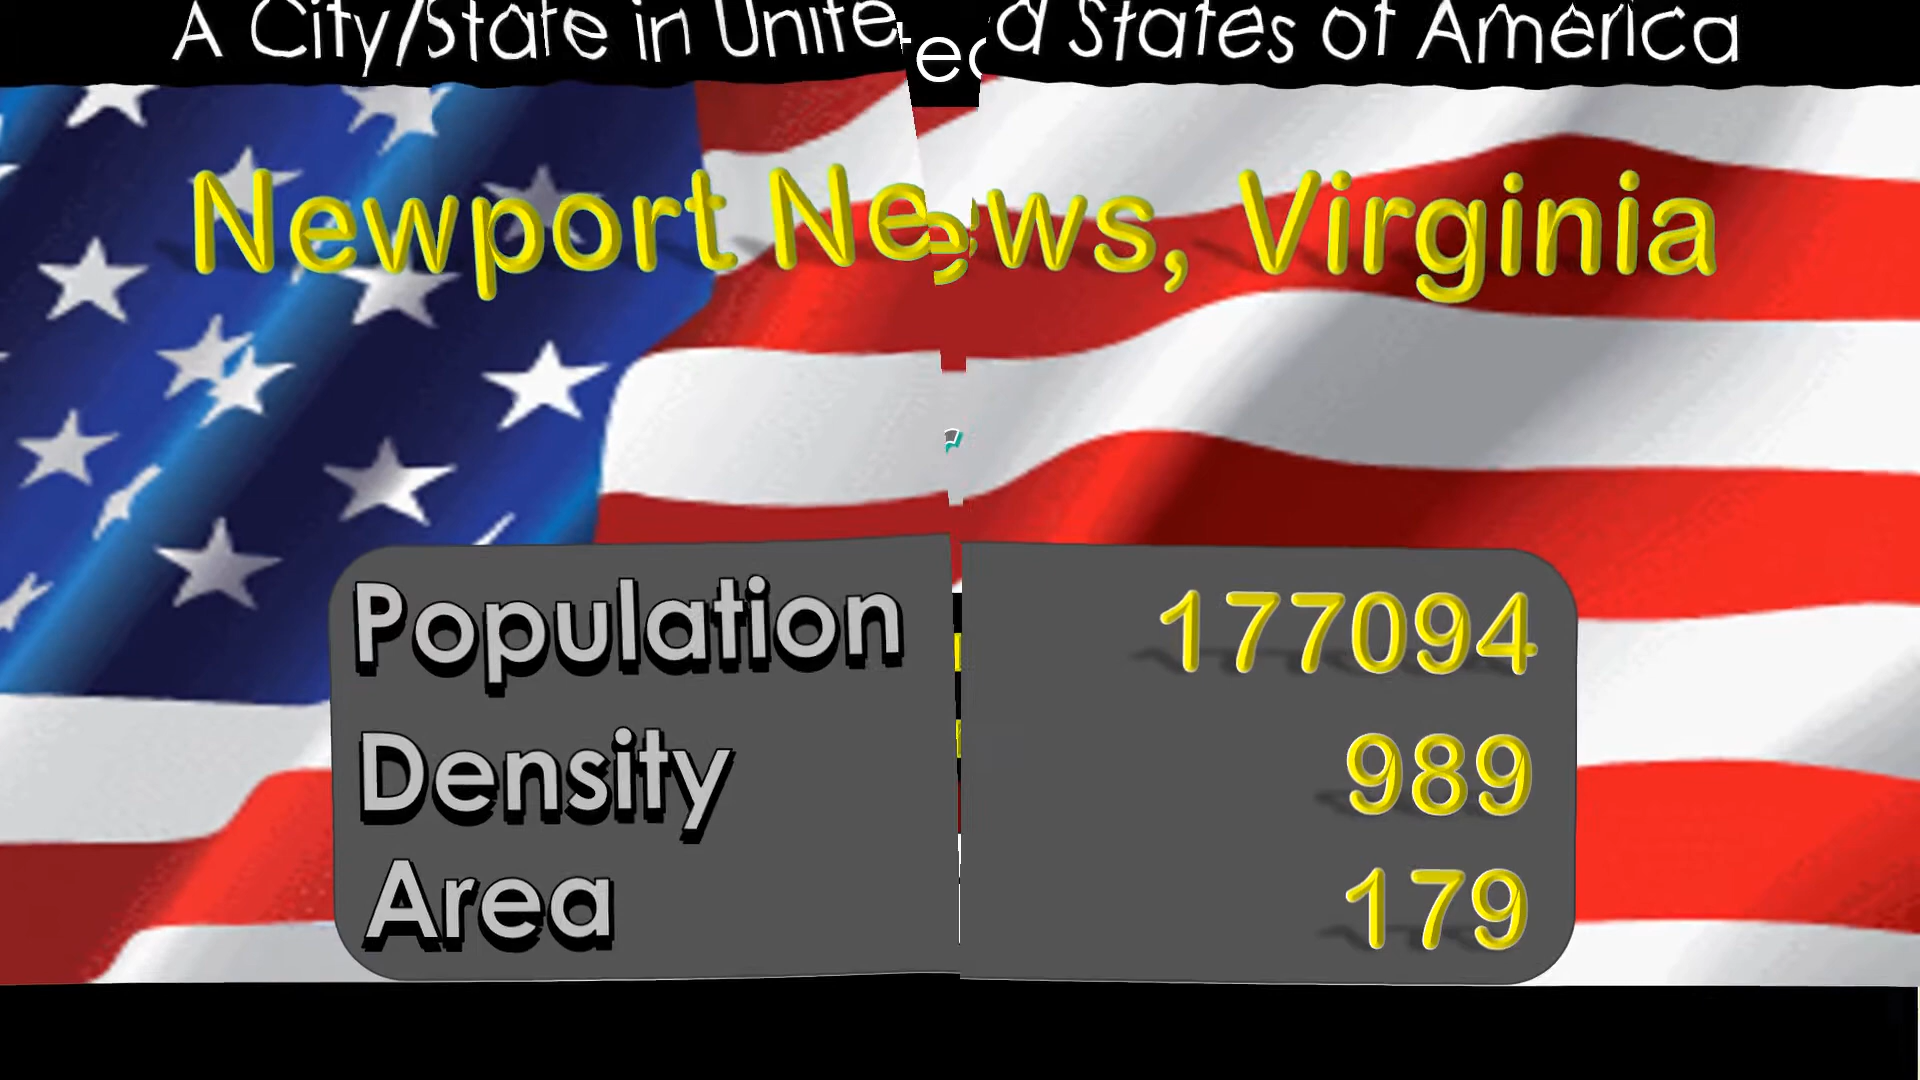 A City/State in United States of America
Newport News, Virginia
Population 177094
Density 989
Area 179